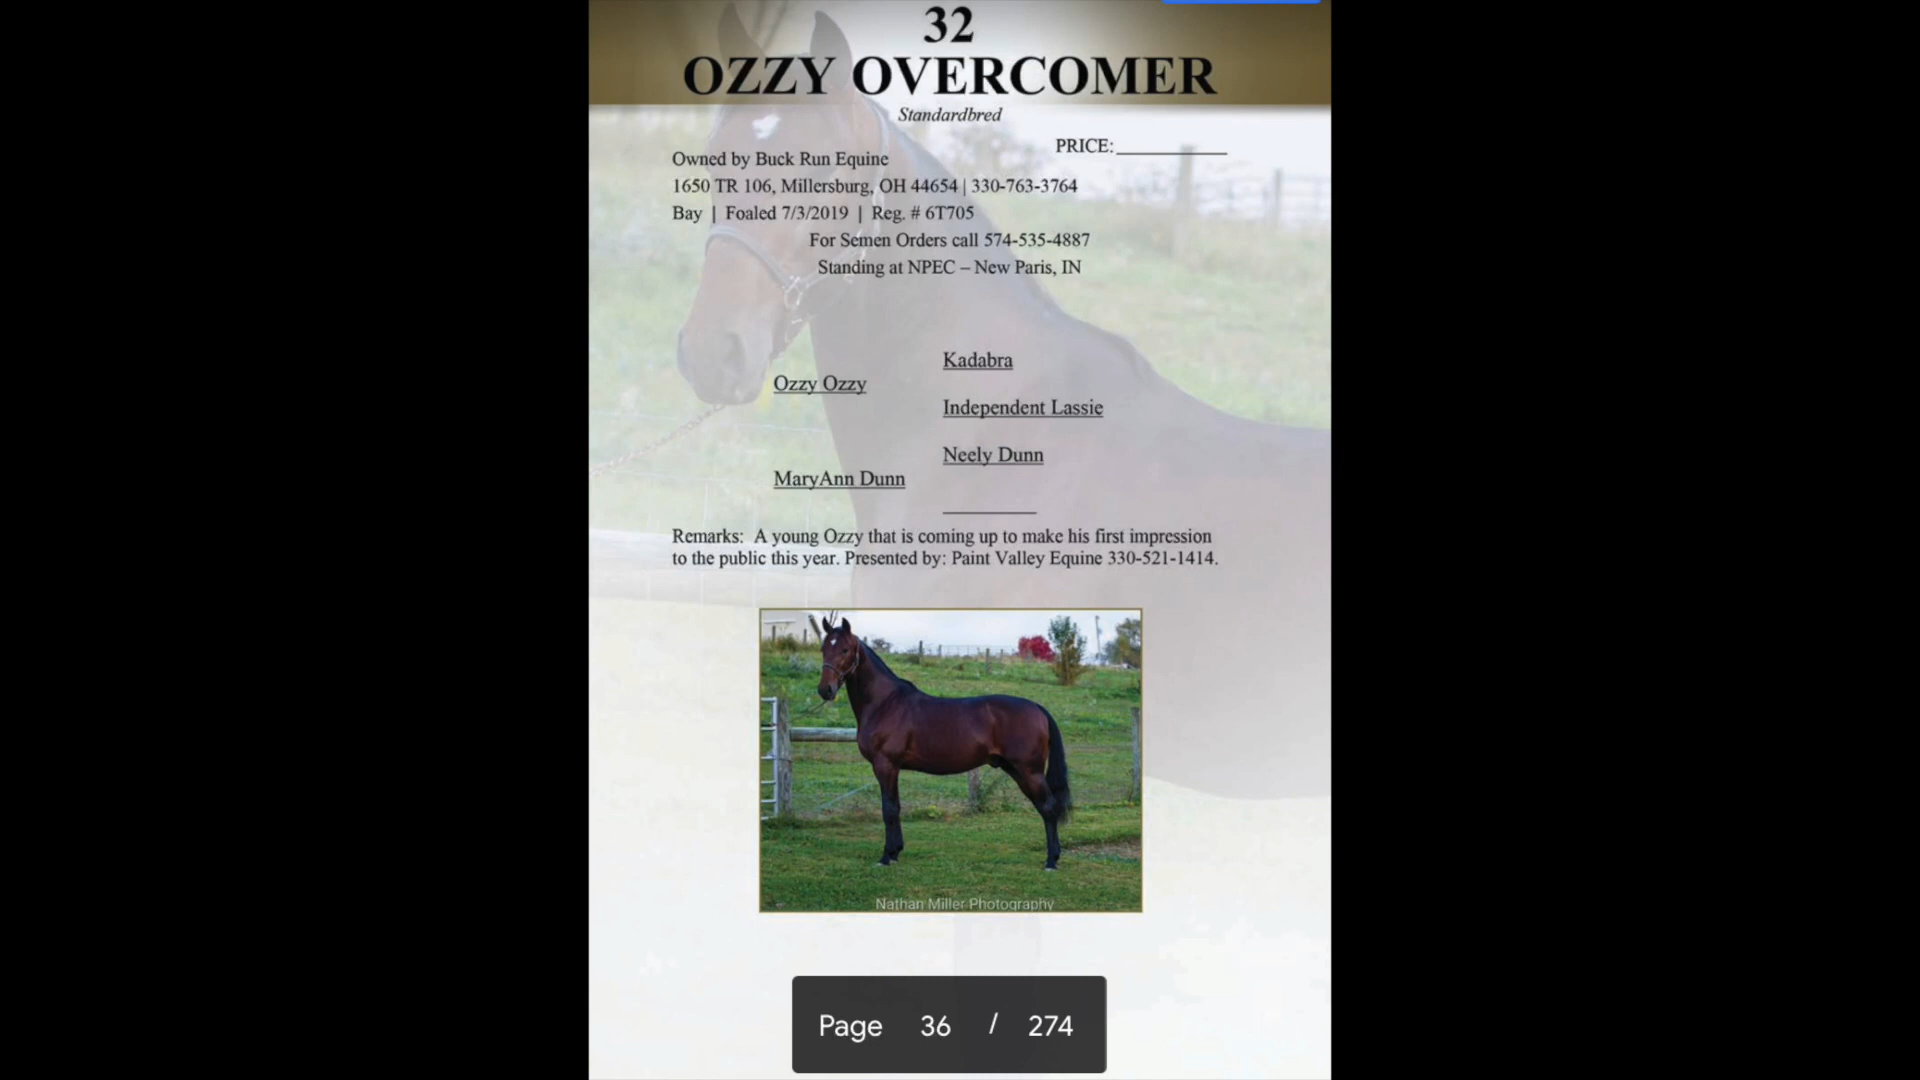 32
OZZY OVERCOMER
Standardbred
PRICE:___________
Owned by Buck Run Equine
1650 TR 106, Millersburg, OH 44654 | 330-763-3764
Bay | Foaled 7/3/2019 | Reg. # 6T705
For Semen Orders call 574-535-4887
Standing at NPEC – New Paris, IN
Kadabra
Ozzy Ozzy
Independent Lassie
Neely Dunn
MaryAnn Dunn
Remarks: A young Ozzy that is coming up to make his first impression
to the public this year. Presented by: Paint Valley Equine 330-521-1414.
Nathan Miller Photography
Page 36 / 274